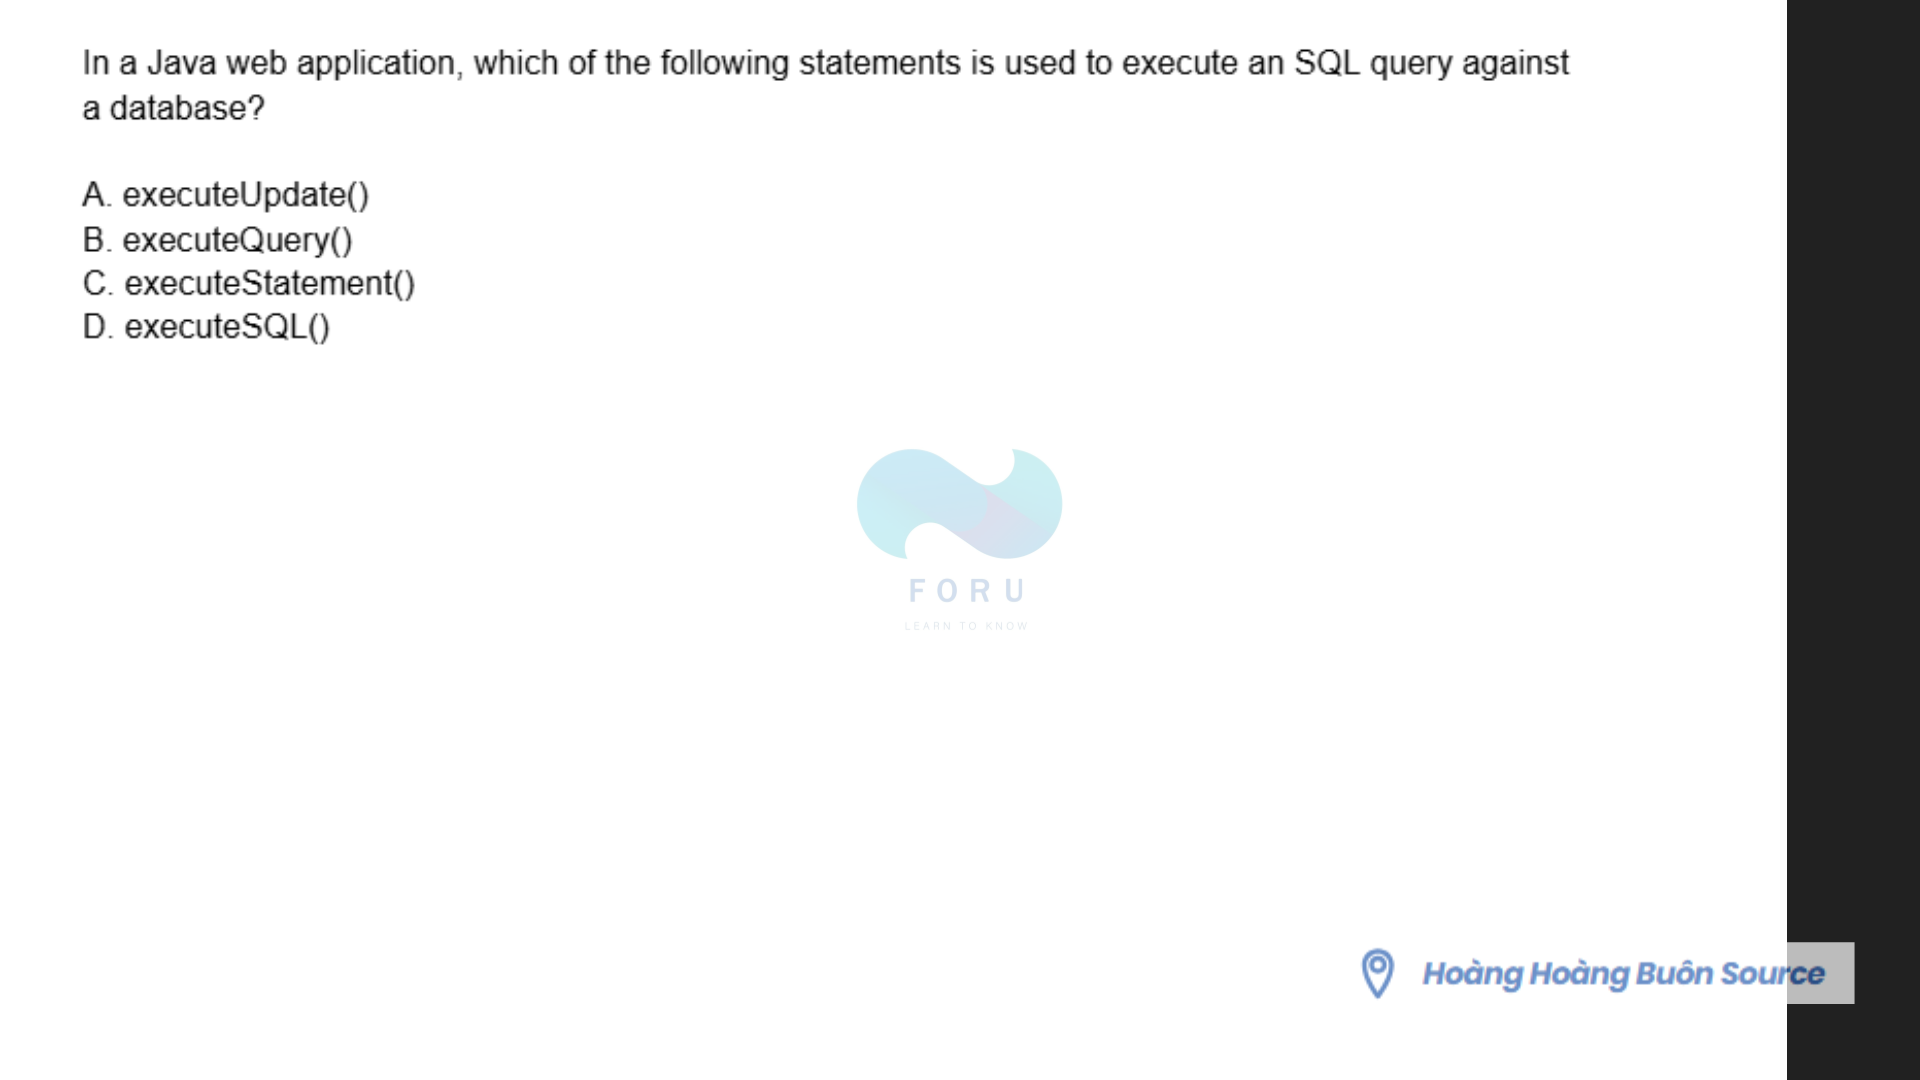 In a Java web application, which of the following statements is used to execute an SQL query against
a database?
A. executeUpdate()
B. executeQuery()
C. executeStatement()
D. executeSQL()
FORU
LEARN TO KNOW
Hoàng Hoàng Buôn Source